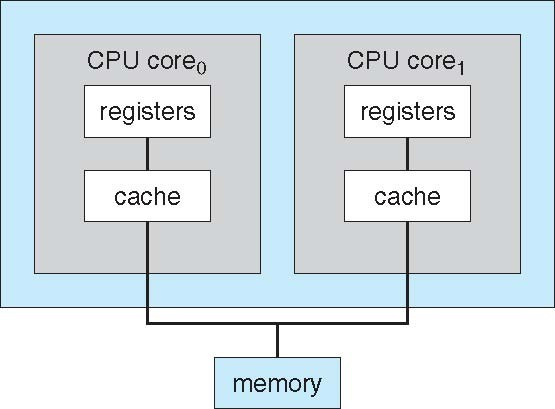 CPU core₀
registers
cache
CPU core₁
registers
cache
memory